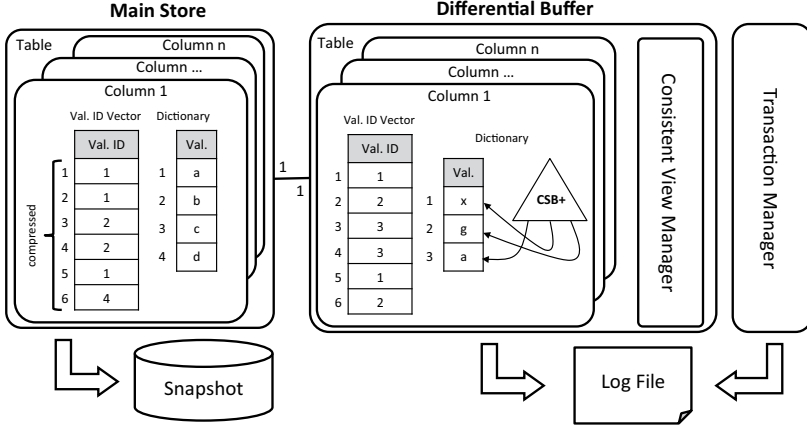 Main Store
Table
Column n
Column ...
Column 1
Val. ID Vector
Dictionary
Val. ID
Val.
compressed
1 1
2 1
3 2
4 2
5 1
6 4
1 a
2 b
3 c
4 d
1
1
Differential Buffer
Table
Column n
Column ...
Column 1
Val. ID Vector
Dictionary
Val. ID
1 1
2 2
3 3
4 3
5 1
6 2
Val.
1 x
2 g
3 a
CSB+
Consistent View Manager
Transaction Manager
Snapshot
Log File